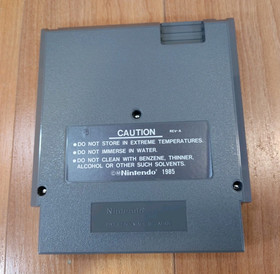 CAUTION
REV-A
●DO NOT STORE IN EXTREME TEMPERATURES.
●DO NOT IMMERSE IN WATER.
●DO NOT CLEAN WITH BENZENE, THINNER,
ALCOHOL OR OTHER SUCH SOLVENTS.
©®Nintendo® 1985
Nintendo